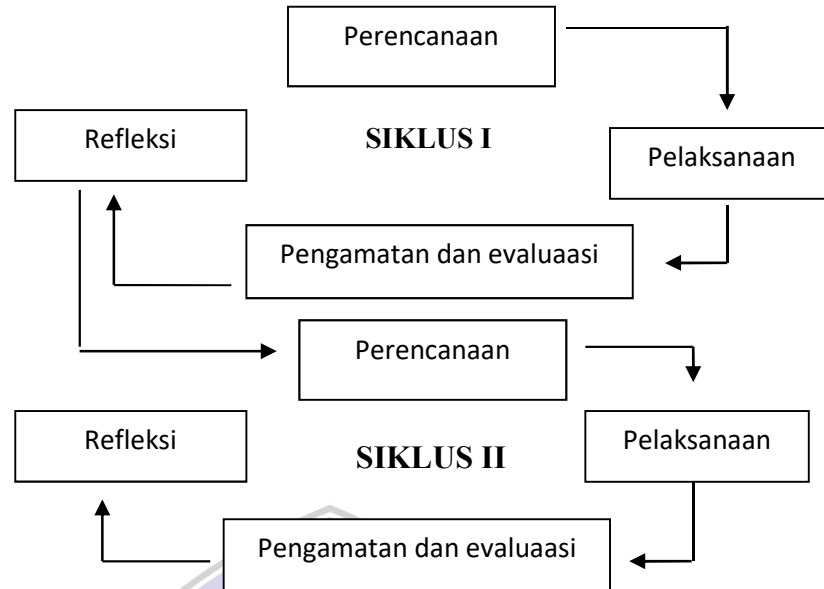 Perencanaan
Refleksi
SIKLUS I
Pelaksanaan
Pengamatan dan evaluaasi
Perencanaan
Refleksi
SIKLUS II
Pelaksanaan
Pengamatan dan evaluaasi